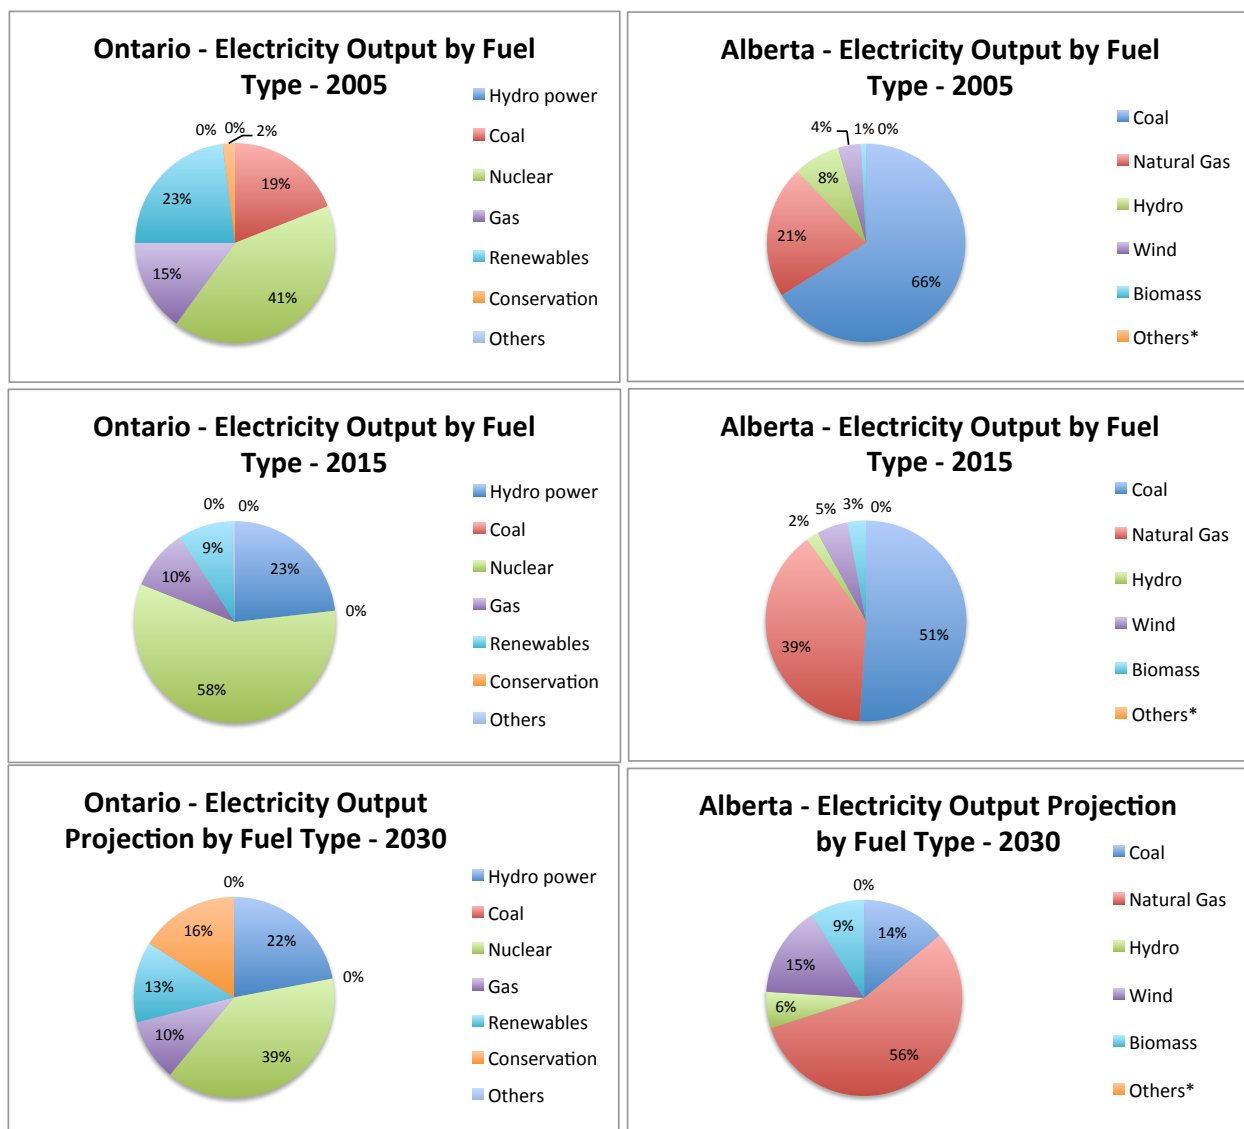 Ontario - Electricity Output by Fuel
Type - 2005
0% 0% 2%
19%
23%
15%
41%
Hydro power
Coal
Nuclear
Gas
Renewables
Conservation
Others
Alberta - Electricity Output by Fuel
Type - 2005
4% 1% 0%
8%
21%
66%
Coal
Natural Gas
Hydro
Wind
Biomass
Others*
Ontario - Electricity Output by Fuel
Type - 2015
0% 0%
9%
23%
10%
0%
58%
Hydro power
Coal
Nuclear
Gas
Renewables
Conservation
Others
Alberta - Electricity Output by Fuel
Type - 2015
2% 5% 3% 0%
39%
51%
Coal
Natural Gas
Hydro
Wind
Biomass
Others*
Ontario - Electricity Output
Projection by Fuel Type - 2030
0%
16%
22%
13%
0%
10%
39%
Hydro power
Coal
Nuclear
Gas
Renewables
Conservation
Others
Alberta - Electricity Output Projection
by Fuel Type - 2030
0%
9%
14%
15%
6%
56%
Coal
Natural Gas
Hydro
Wind
Biomass
Others*